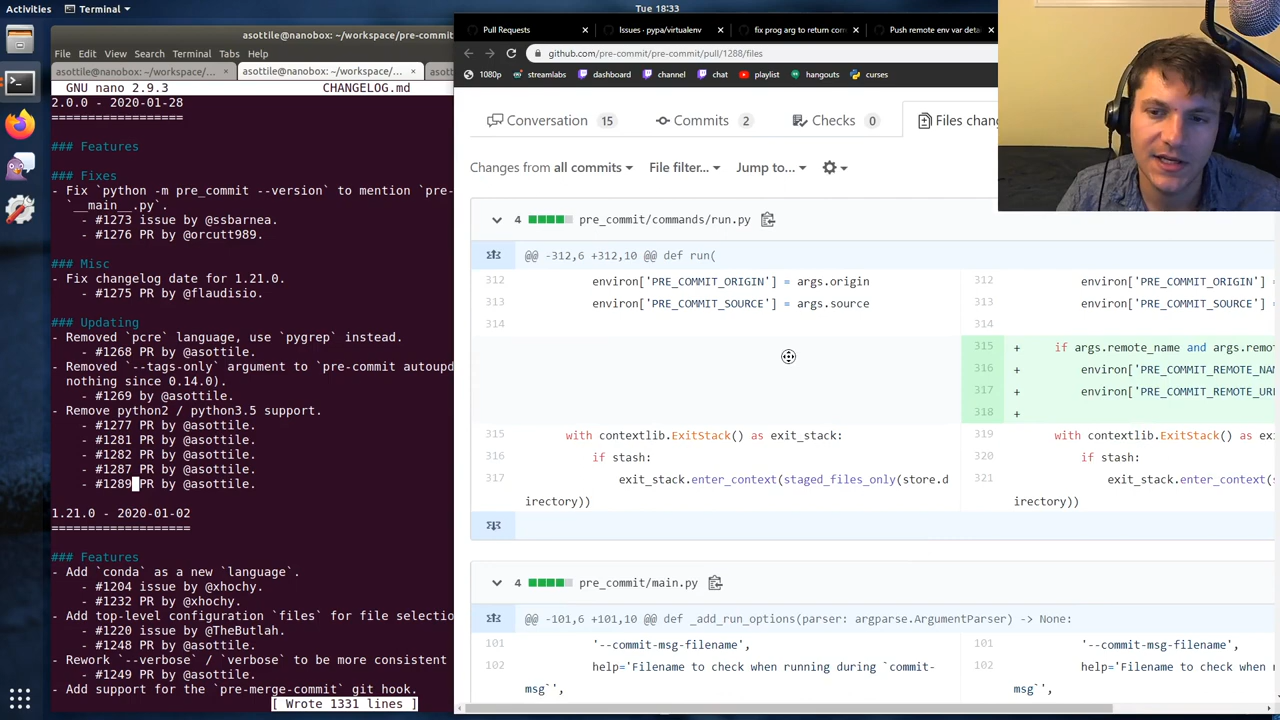 Activities
Terminal
Tue 18:33
asottile@nanobox: ~/workspace/pre-commit
File Edit View Search Terminal Tabs Help
asottile@nanobox: ~/workspace/... ×
asottile@nanobox: ~/workspace/... ×
asottile@nanobox: ~/w
GNU nano 2.9.3 CHANGELOG.md
2.0.0 - 2020-01-28
==================
### Features
### Fixes
- Fix `python -m pre_commit --version` to mention `pre-
`__main__.py`.
- #1273 issue by @ssbarnea.
- #1276 PR by @orcutt989.
### Misc
- Fix changelog date for 1.21.0.
- #1275 PR by @flaudisio.
### Updating
- Removed `pcre` language, use `pygrep` instead.
- #1268 PR by @asottile.
- Removed `--tags-only` argument to `pre-commit autoupd
nothing since 0.14.0).
- #1269 by @asottile.
- Remove python2 / python3.5 support.
- #1277 PR by @asottile.
- #1281 PR by @asottile.
- #1282 PR by @asottile.
- #1287 PR by @asottile.
- #1289 PR by @asottile.
1.21.0 - 2020-01-02
===================
### Features
- Add `conda` as a new `language`.
- #1204 issue by @xhochy.
- #1232 PR by @xhochy.
- Add top-level configuration `files` for file selectio
- #1220 issue by @TheButlah.
- #1248 PR by @asottile.
- Rework `--verbose` / `verbose` to be more consistent
- #1249 PR by @asottile.
- Add support for the `pre-merge-commit` git hook.
[ Wrote 1331 lines ]
Pull Requests ×
Issues · pypa/virtualenv ×
fix prog arg to return con ×
Push remote env var deta ×
github.com/pre-commit/pre-commit/pull/1288/files
1080p streamlabs dashboard channel chat playlist hangouts curses
Conversation 15
Commits 2
Checks 0
Files chan
Changes from all commits
File filter...
Jump to...
4 pre_commit/commands/run.py
@@ -312,6 +312,10 @@ def run(
312 environ['PRE_COMMIT_ORIGIN'] = args.origin
313 environ['PRE_COMMIT_SOURCE'] = args.source
314
315 with contextlib.ExitStack() as exit_stack:
316 if stash:
317 exit_stack.enter_context(staged_files_only(store.d
irectory))
312 environ['PRE_COMMIT_ORIGIN'] =
313 environ['PRE_COMMIT_SOURCE'] =
314
315 + if args.remote_name and args.remo
316 + environ['PRE_COMMIT_REMOTE_NA
317 + environ['PRE_COMMIT_REMOTE_UR
318 +
319 with contextlib.ExitStack() as exi
320 if stash:
321 exit_stack.enter_context(s
irectory))
4 pre_commit/main.py
@@ -101,6 +101,10 @@ def _add_run_options(parser: argparse.ArgumentParser) -> None:
101 '--commit-msg-filename',
102 help='Filename to check when running during `commit-
msg`',
101 '--commit-msg-filename',
102 help='Filename to check when r
msg`',